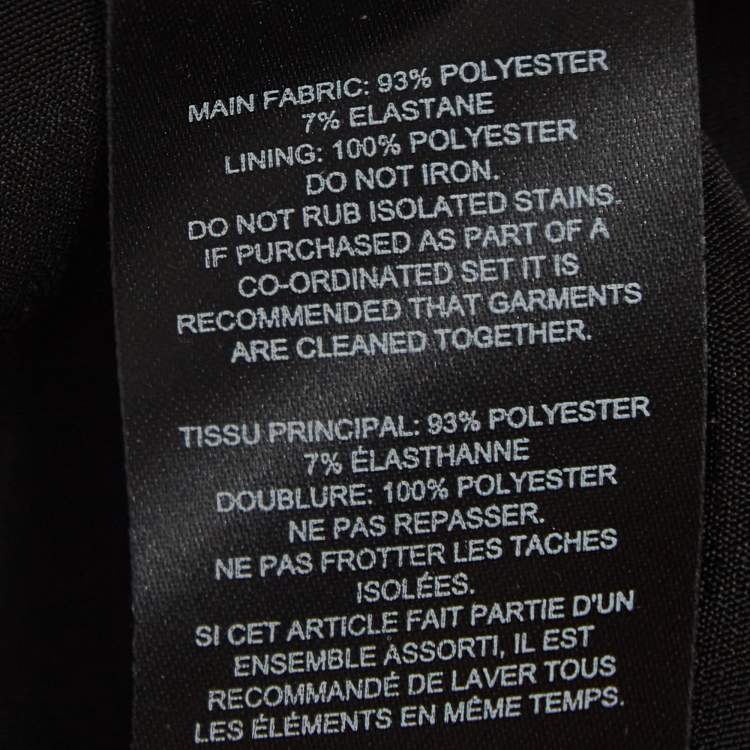 MAIN FABRIC: 93% POLYESTER
7% ELASTANE
LINING: 100% POLYESTER
DO NOT IRON.
DO NOT RUB ISOLATED STAINS.
IF PURCHASED AS PART OF A
CO-ORDINATED SET IT IS
RECOMMENDED THAT GARMENTS
ARE CLEANED TOGETHER.
TISSU PRINCIPAL: 93% POLYESTER
7% ÉLASTHANNE
DOUBLURE: 100% POLYESTER
NE PAS REPASSER.
NE PAS FROTTER LES TACHES
ISOLÉES.
SI CET ARTICLE FAIT PARTIE D'UN
ENSEMBLE ASSORTI, IL EST
RECOMMANDÉ DE LAVER TOUS
LES ÉLÉMENTS EN MÊME TEMPS.